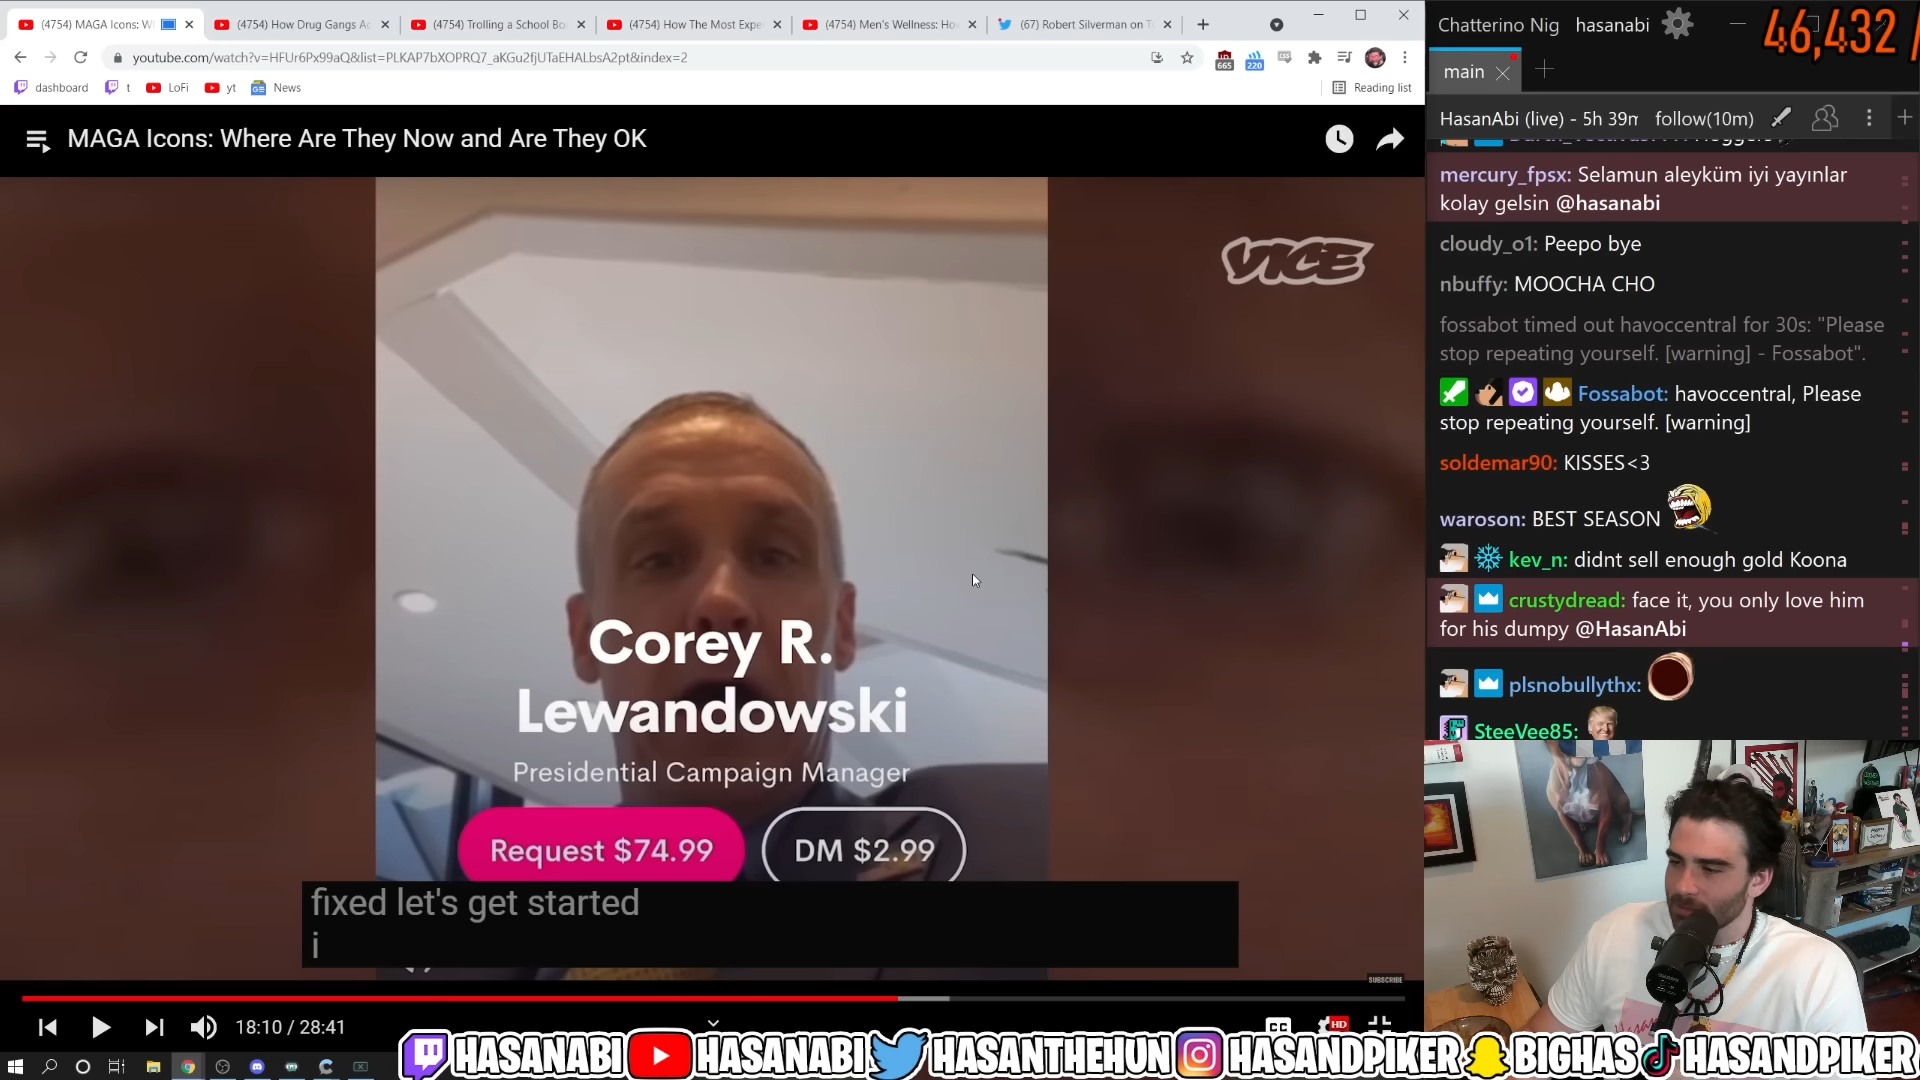 (4754) MAGA Icons: W
(4754) How Drug Gangs Ac
(4754) Trolling a School Bo
(4754) How The Most Expe
(4754) Men's Wellness: Ho
(67) Robert Silverman on T
youtube.com/watch?v=HFUr6Px99aQ&list=PLKAP7bXOPRQ7_aKGu2fjUTaEHALbsA2pt&index=2
665
220
dashboard
t
LoFi
yt
News
Reading list
MAGA Icons: Where Are They Now and Are They OK
VICE
Corey R.
Lewandowski
Presidential Campaign Manager
Request $74.99
DM $2.99
fixed let's get started
i
SUBSCRIBE
18:10 / 28:41
CC
HD
Chatterino Nig
hasanabi
46,432 /
main
HasanAbi (live) - 5h 39m
follow(10m)
mercury_fpsx: Selamun aleyküm iyi yayınlar
kolay gelsin @hasanabi
cloudy_o1: Peepo bye
nbuffy: MOOCHA CHO
fossabot timed out havoccentral for 30s: "Please
stop repeating yourself. [warning] - Fossabot".
Fossabot: havoccentral, Please
stop repeating yourself. [warning]
soldemar90: KISSES<3
waroson: BEST SEASON
kev_n: didnt sell enough gold Koona
crustydread: face it, you only love him
for his dumpy @HasanAbi
plsnobullythx:
SteeVee85:
HASANABI
HASANABI
HASANTHEHUN
HASANDPIKER
BIGHAS
HASANDPIKER